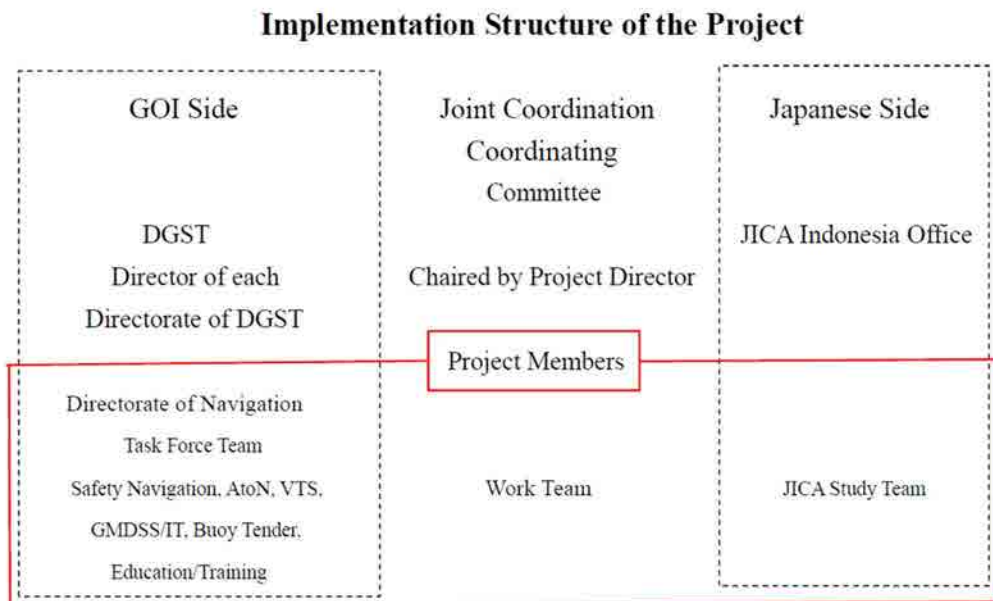 Implementation Structure of the Project
GOI Side
DGST
Director of each
Directorate of DGST
Joint Coordination
Coordinating
Committee
Chaired by Project Director
Japanese Side
JICA Indonesia Office
Project Members
Directorate of Navigation
Task Force Team
Safety Navigation, AtoN, VTS,
GMDSS/IT, Buoy Tender,
Education/Training
Work Team
JICA Study Team